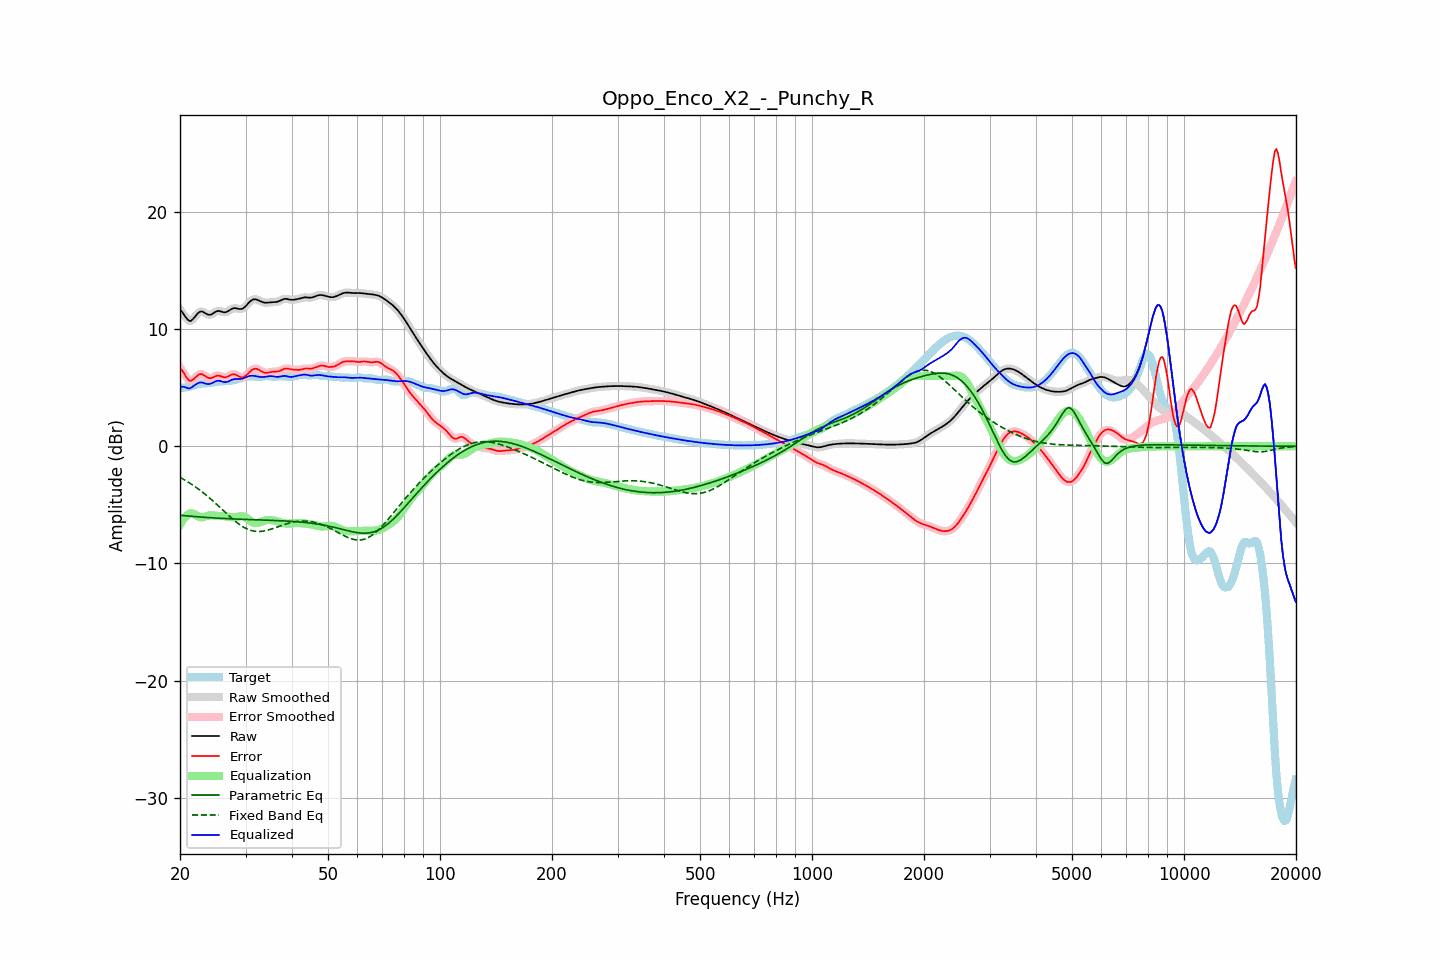 Oppo_Enco_X2_-_Punchy_R
Amplitude (dBr)
20
10
0
−10
−20
−30
Target
Raw Smoothed
Error Smoothed
Raw
Error
Equalization
Parametric Eq
Fixed Band Eq
Equalized
20 50 100 200 500 1000 2000 5000 10000 20000
Frequency (Hz)